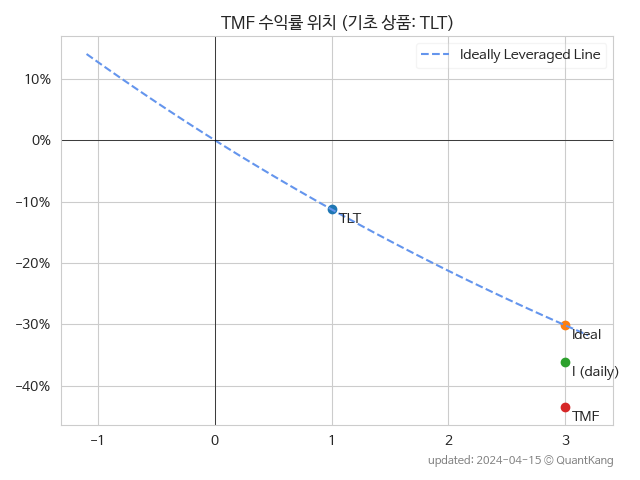 TMF 수익률 위치 (기초 상품: TLT)
Ideally Leveraged Line
10%
0%
−10%
−20%
−30%
−40%
TLT
Ideal
I (daily)
TMF
−1
0
1
2
3
updated: 2024-04-15 © QuantKang